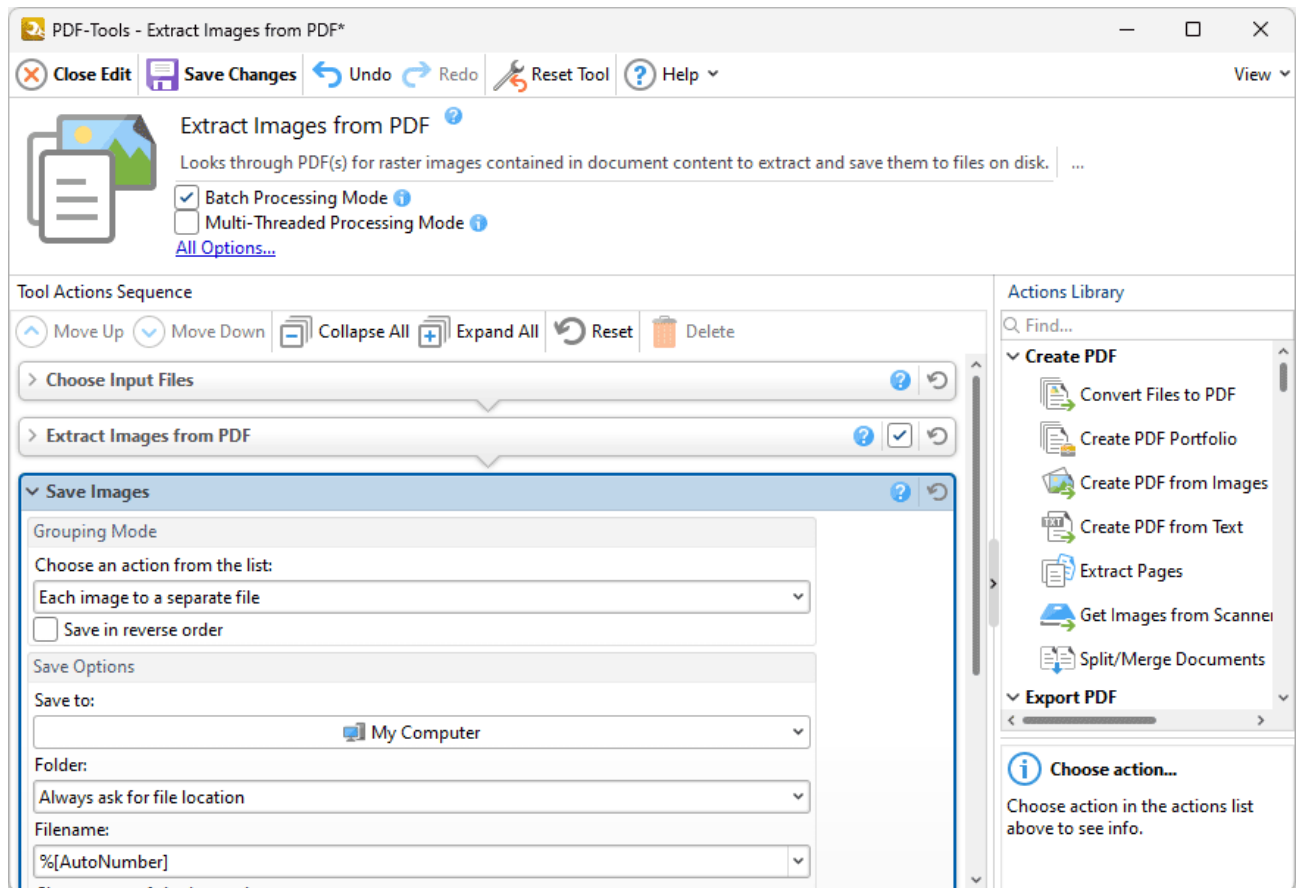 PDF-Tools - Extract Images from PDF*
Close Edit Save Changes Undo Redo Reset Tool Help View
Extract Images from PDF
Looks through PDF(s) for raster images contained in document content to extract and save them to files on disk. ...
Batch Processing Mode
Multi-Threaded Processing Mode
All Options...
Tool Actions Sequence
Move Up Move Down Collapse All Expand All Reset Delete
Choose Input Files
Extract Images from PDF
Save Images
Grouping Mode
Choose an action from the list:
Each image to a separate file
Save in reverse order
Save Options
Save to:
My Computer
Folder:
Always ask for file location
Filename:
%[AutoNumber]
Actions Library
Find...
Create PDF
Convert Files to PDF
Create PDF Portfolio
Create PDF from Images
TXT Create PDF from Text
Extract Pages
Get Images from Scanner
Split/Merge Documents
Export PDF
Choose action...
Choose action in the actions list
above to see info.